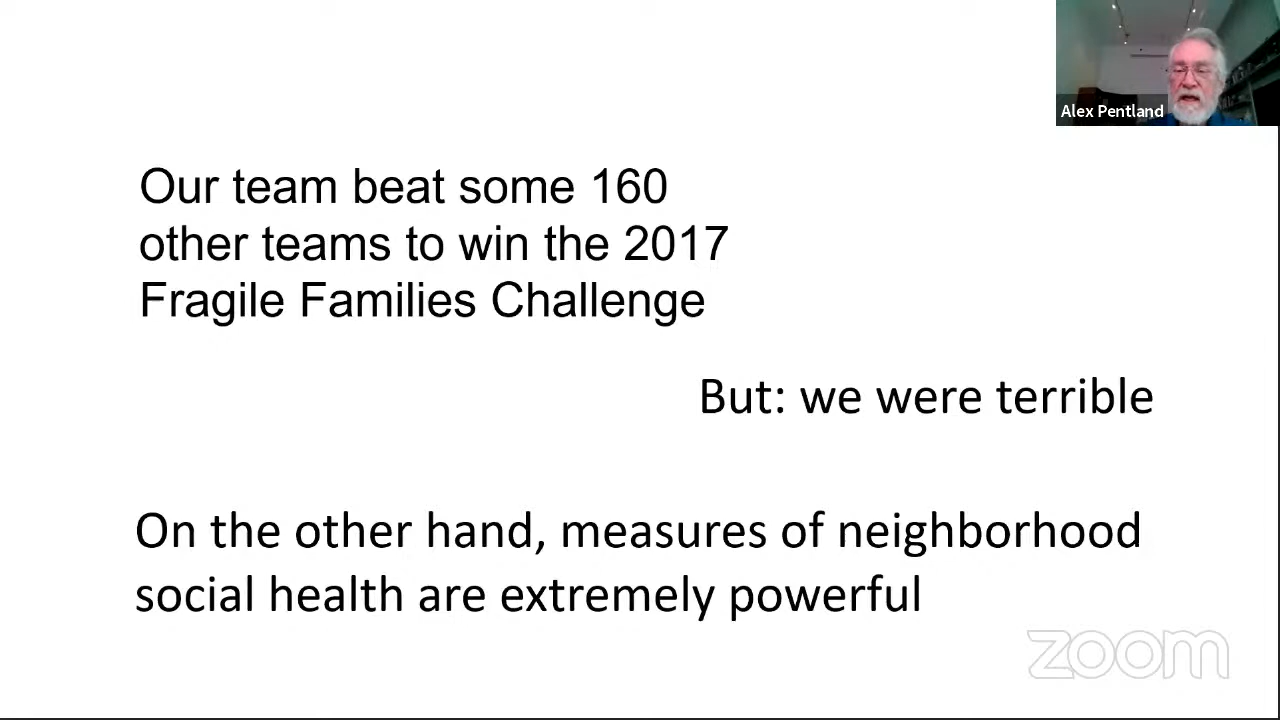 Alex Pentland
Our team beat some 160
other teams to win the 2017
Fragile Families Challenge
But: we were terrible
On the other hand, measures of neighborhood
social health are extremely powerful
zoom